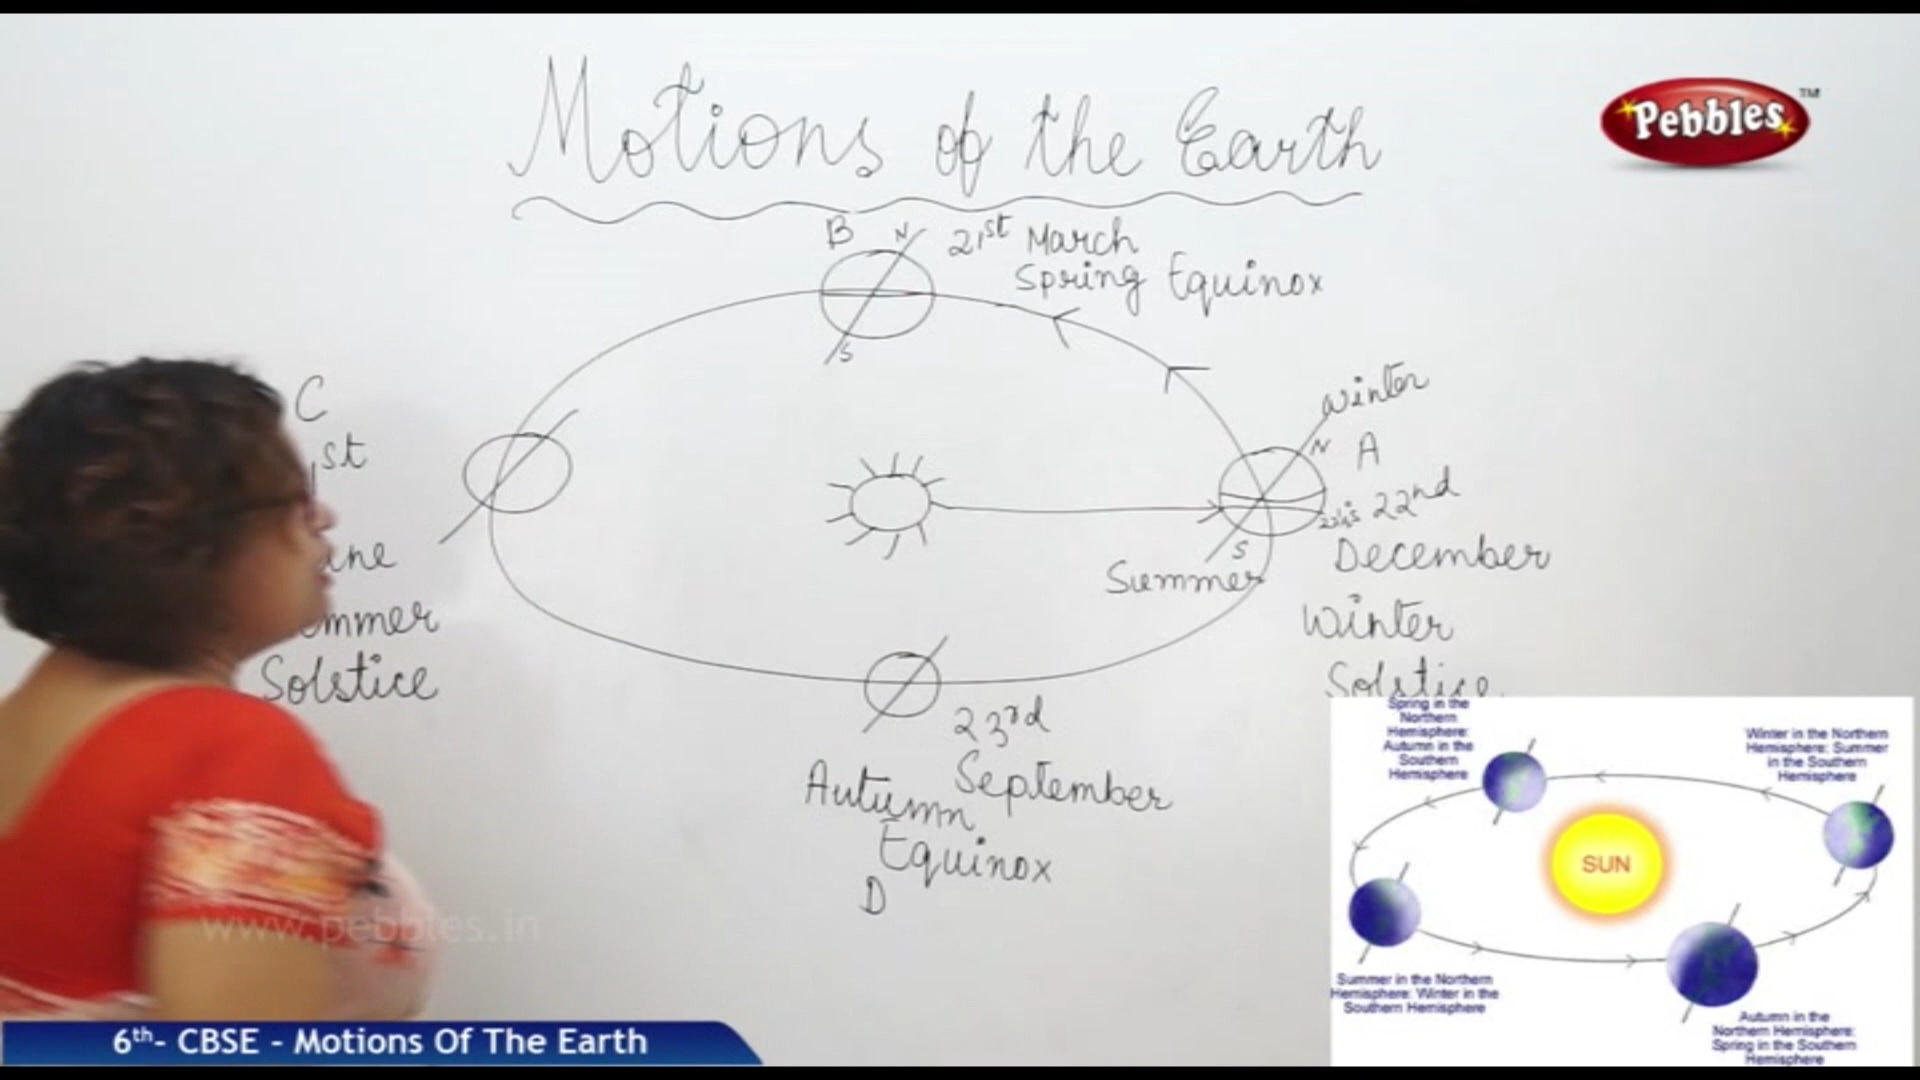 Motions of the Earth
Pebbles™
B N 21st March
Spring Equinox
C
st
Solstice
S
Winter
N A
22nd
December
S
Summer
Winter
Solstice
23rd
September
Autumn
Equinox
D
Spring in the
Northern
Hemisphere:
Autumn in the
Southern
Hemisphere
Winter in the Northern
Hemisphere: Summer
in the Southern
Hemisphere
SUN
Summer in the Northern
Hemisphere: Winter in the
Southern Hemisphere
Autumn in the
Northern Hemisphere:
Spring in the Southern
Hemisphere
www.pebbles.in
6th- CBSE - Motions Of The Earth